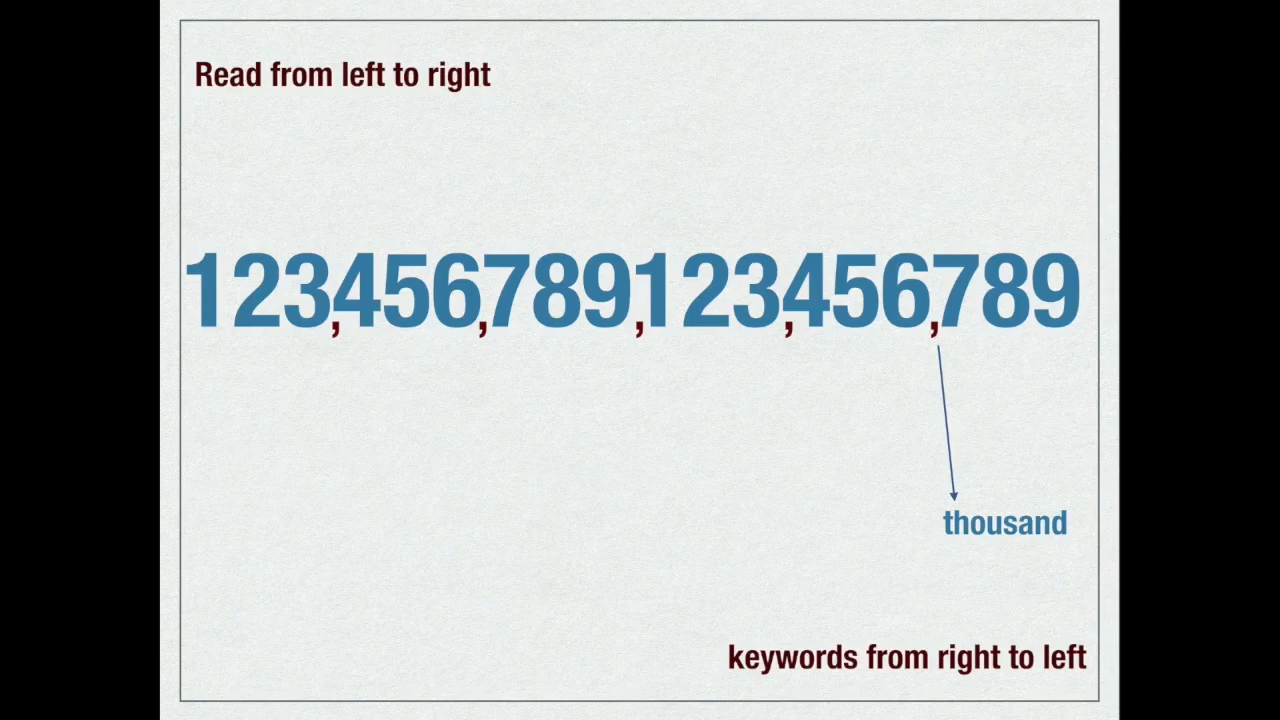 Read from left to right
123,456,789,123,456,789
thousand
keywords from right to left